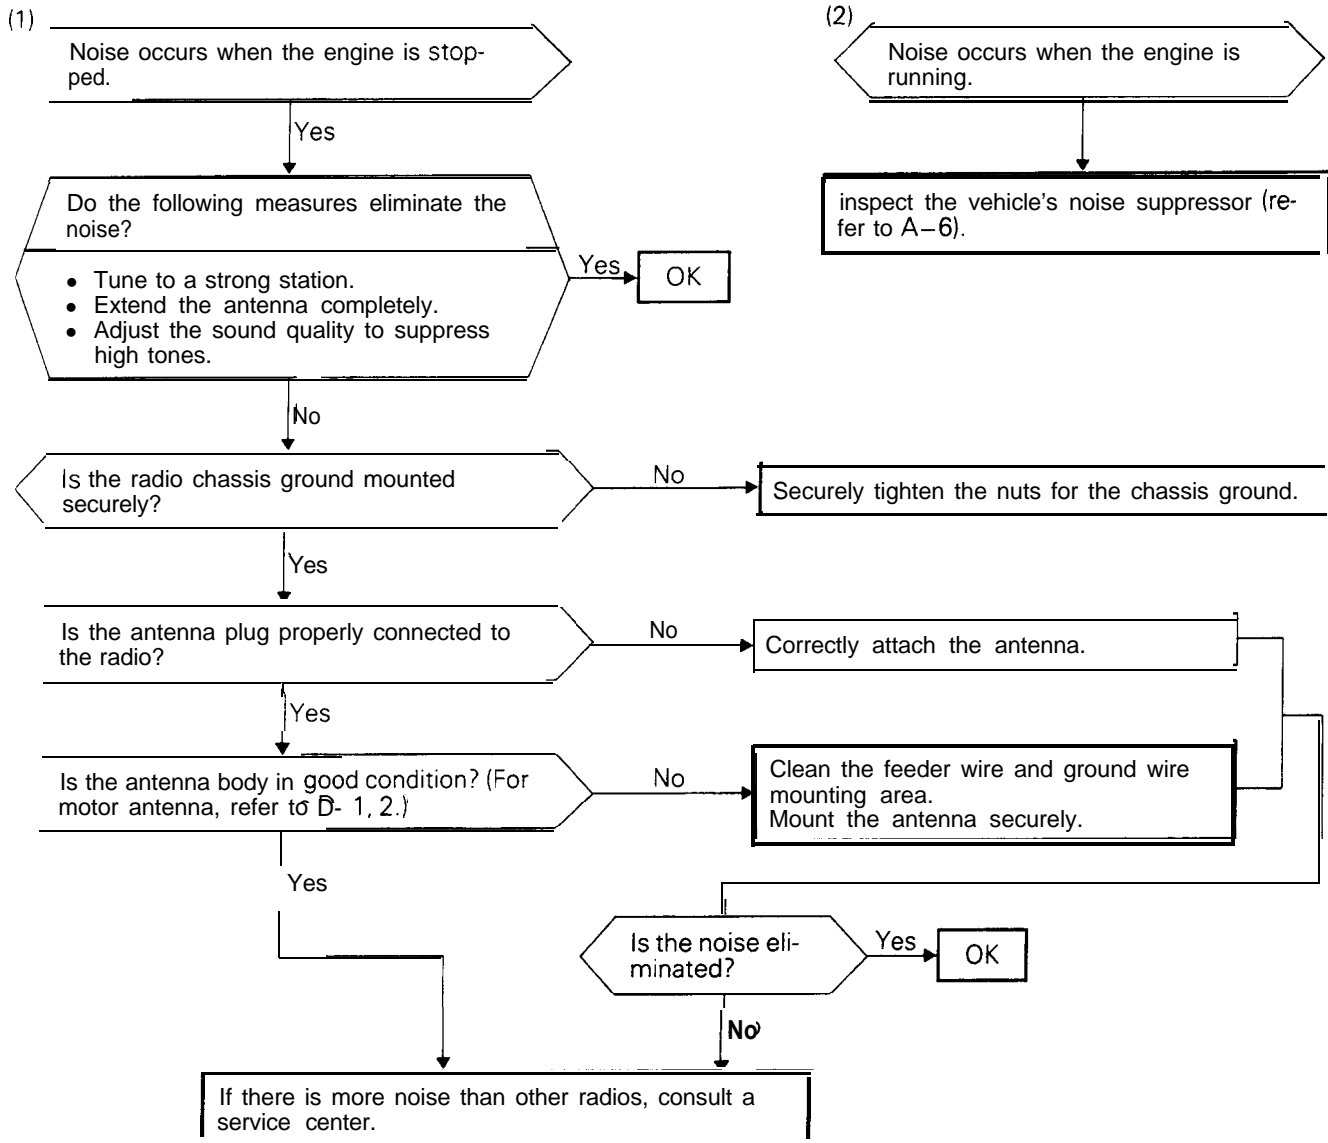 (1)
Noise occurs when the engine is stop-
ped.
Yes
Do the following measures eliminate the
noise?
• Tune to a strong station.
• Extend the antenna completely.
• Adjust the sound quality to suppress
high tones.
Yes
OK
No
Is the radio chassis ground mounted
securely?
No
Securely tighten the nuts for the chassis ground.
Yes
Is the antenna plug properly connected to
the radio?
No
Correctly attach the antenna.
Yes
Is the antenna body in good condition? (For
motor antenna, refer to D- 1, 2.)
No
Clean the feeder wire and ground wire
mounting area.
Mount the antenna securely.
Yes
Is the noise eli-
minated?
Yes
OK
No
If there is more noise than other radios, consult a
service center.
(2)
Noise occurs when the engine is
running.
inspect the vehicle's noise suppressor (re-
fer to A-6).